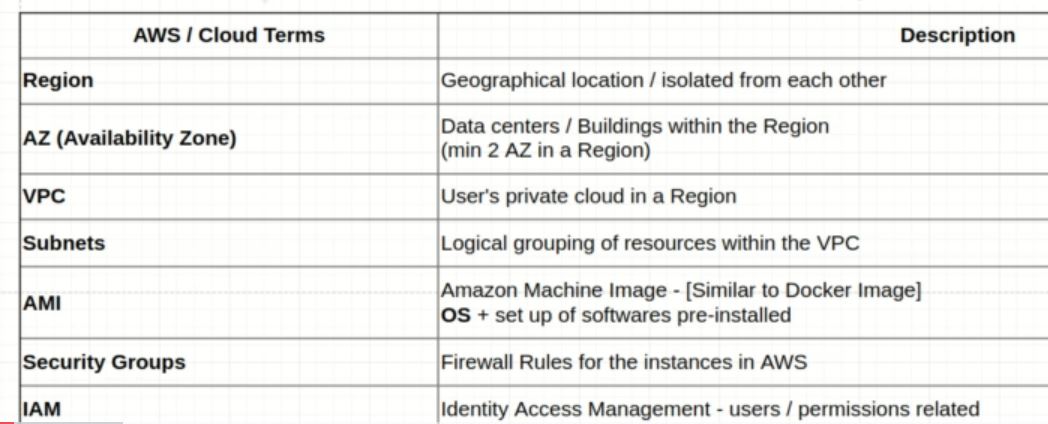 AWS / Cloud Terms
Description
Region
Geographical location / isolated from each other
AZ (Availability Zone)
Data centers / Buildings within the Region
(min 2 AZ in a Region)
VPC
User's private cloud in a Region
Subnets
Logical grouping of resources within the VPC
AMI
Amazon Machine Image - [Similar to Docker Image]
OS + set up of softwares pre-installed
Security Groups
Firewall Rules for the instances in AWS
IAM
Identity Access Management - users / permissions related